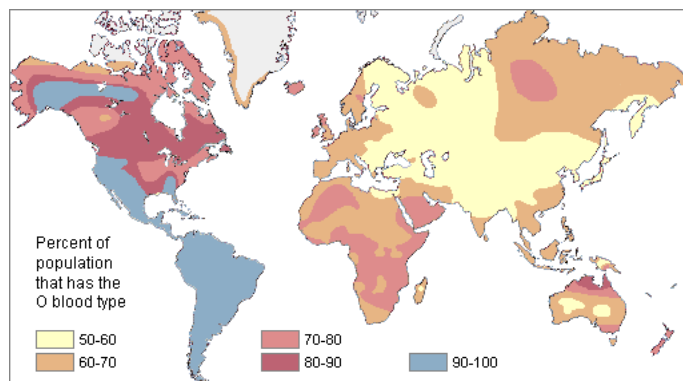 Percent of
population
that has the
O blood type
50-60
70-80
60-70
80-90
90-100